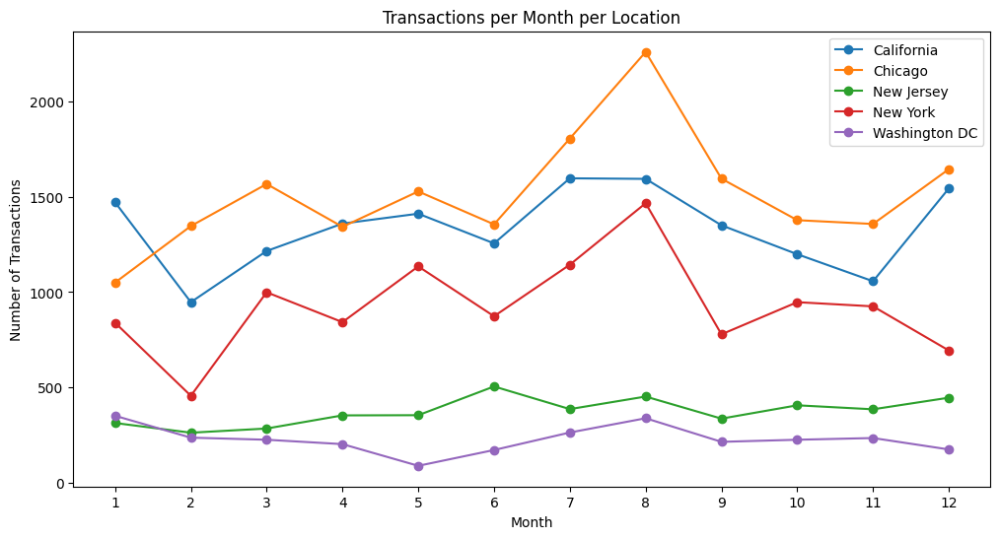 Transactions per Month per Location
California
Chicago
New Jersey
New York
Washington DC
Number of Transactions
2000
1500
1000
500
0
1 2 3 4 5 6 7 8 9 10 11 12
Month